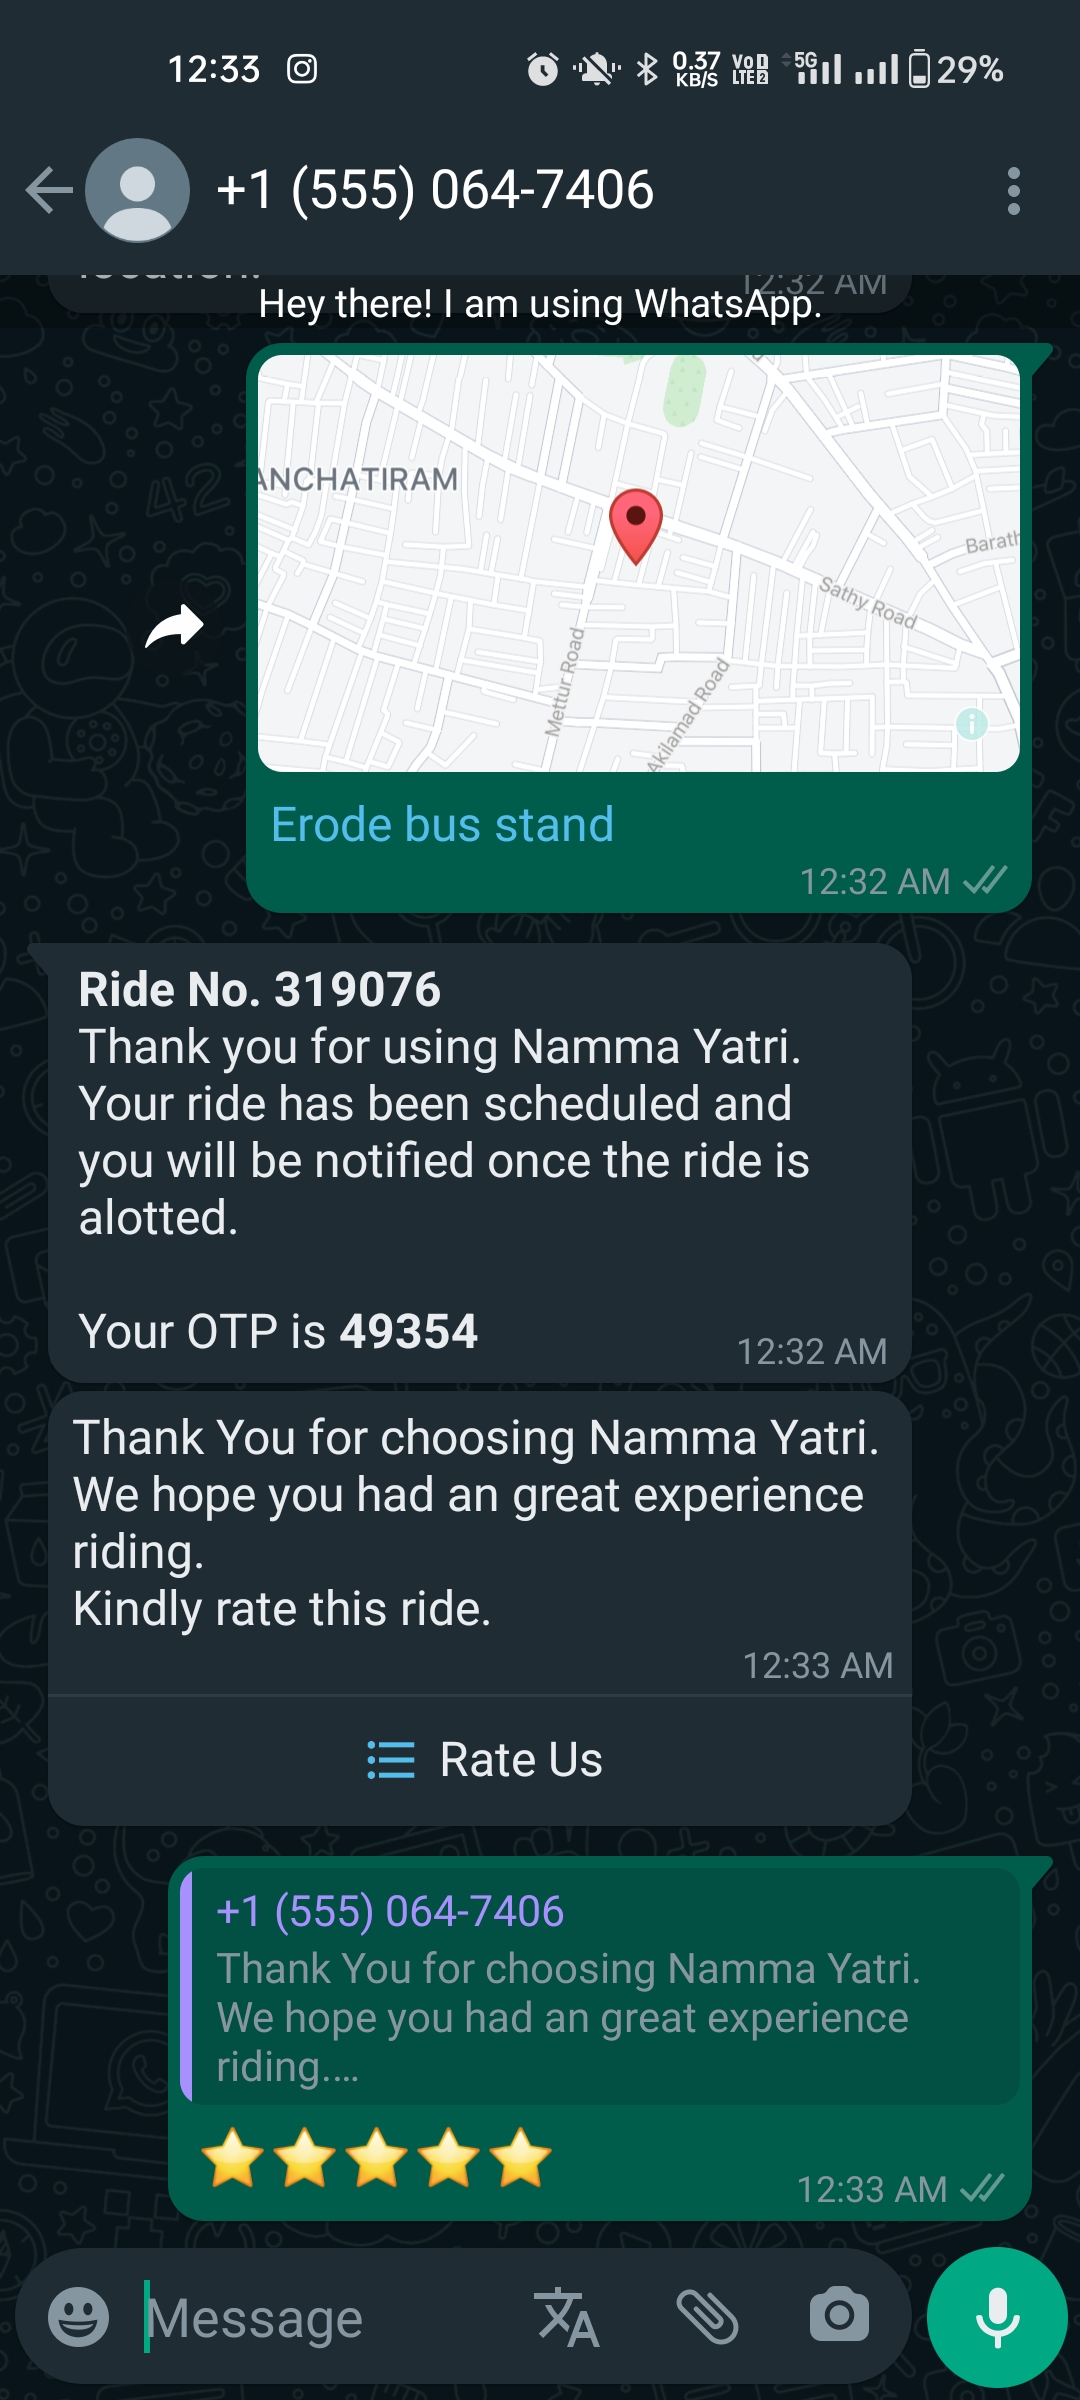 12:33
0.37 KB/S
Vo LTE 2
5G
29%
+1 (555) 064-7406
12:32 AM
Hey there! I am using WhatsApp.
ANCHATIRAM
Barath
Sathy Road
Mettur Road
Akilamad Road
Erode bus stand
12:32 AM
Ride No. 319076
Thank you for using Namma Yatri.
Your ride has been scheduled and
you will be notified once the ride is
alotted.
Your OTP is 49354
12:32 AM
Thank You for choosing Namma Yatri.
We hope you had an great experience
riding.
Kindly rate this ride.
12:33 AM
Rate Us
+1 (555) 064-7406
Thank You for choosing Namma Yatri.
We hope you had an great experience
riding.…
12:33 AM
Message